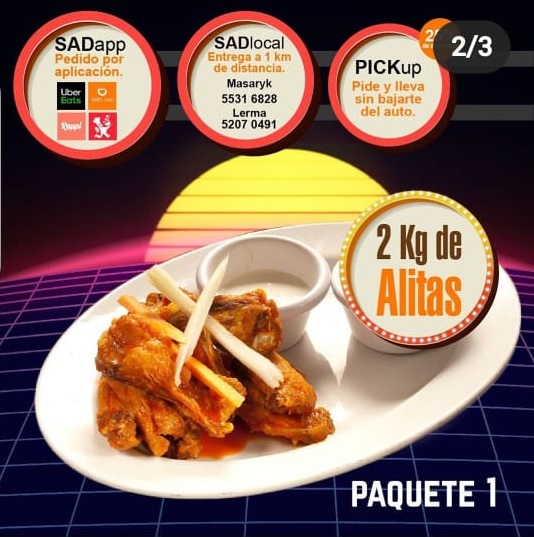 SADapp
Pedido por
aplicación.
Uber
Eats
Rappi
SADlocal
Entrega a 1 km
de distancia.
Masaryk
5531 6828
Lerma
5207 0491
PICKup
Pide y lleva
sin bajarte
del auto.
2/3
2 Kg de
Alitas
PAQUETE 1